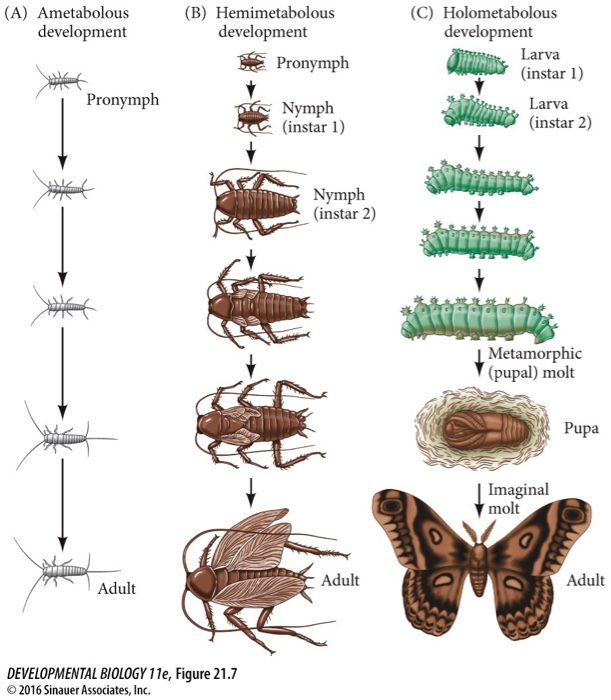 (A) Ametabolous
development
Pronymph
Adult
(B) Hemimetabolous
development
Pronymph
Nymph
(instar 1)
Nymph
(instar 2)
Adult
(C) Holometabolous
development
Larva
(instar 1)
Larva
(instar 2)
Metamorphic
(pupal) molt
Pupa
Imaginal
molt
Adult
DEVELOPMENTAL BIOLOGY 11e, Figure 21.7
© 2016 Sinauer Associates, Inc.